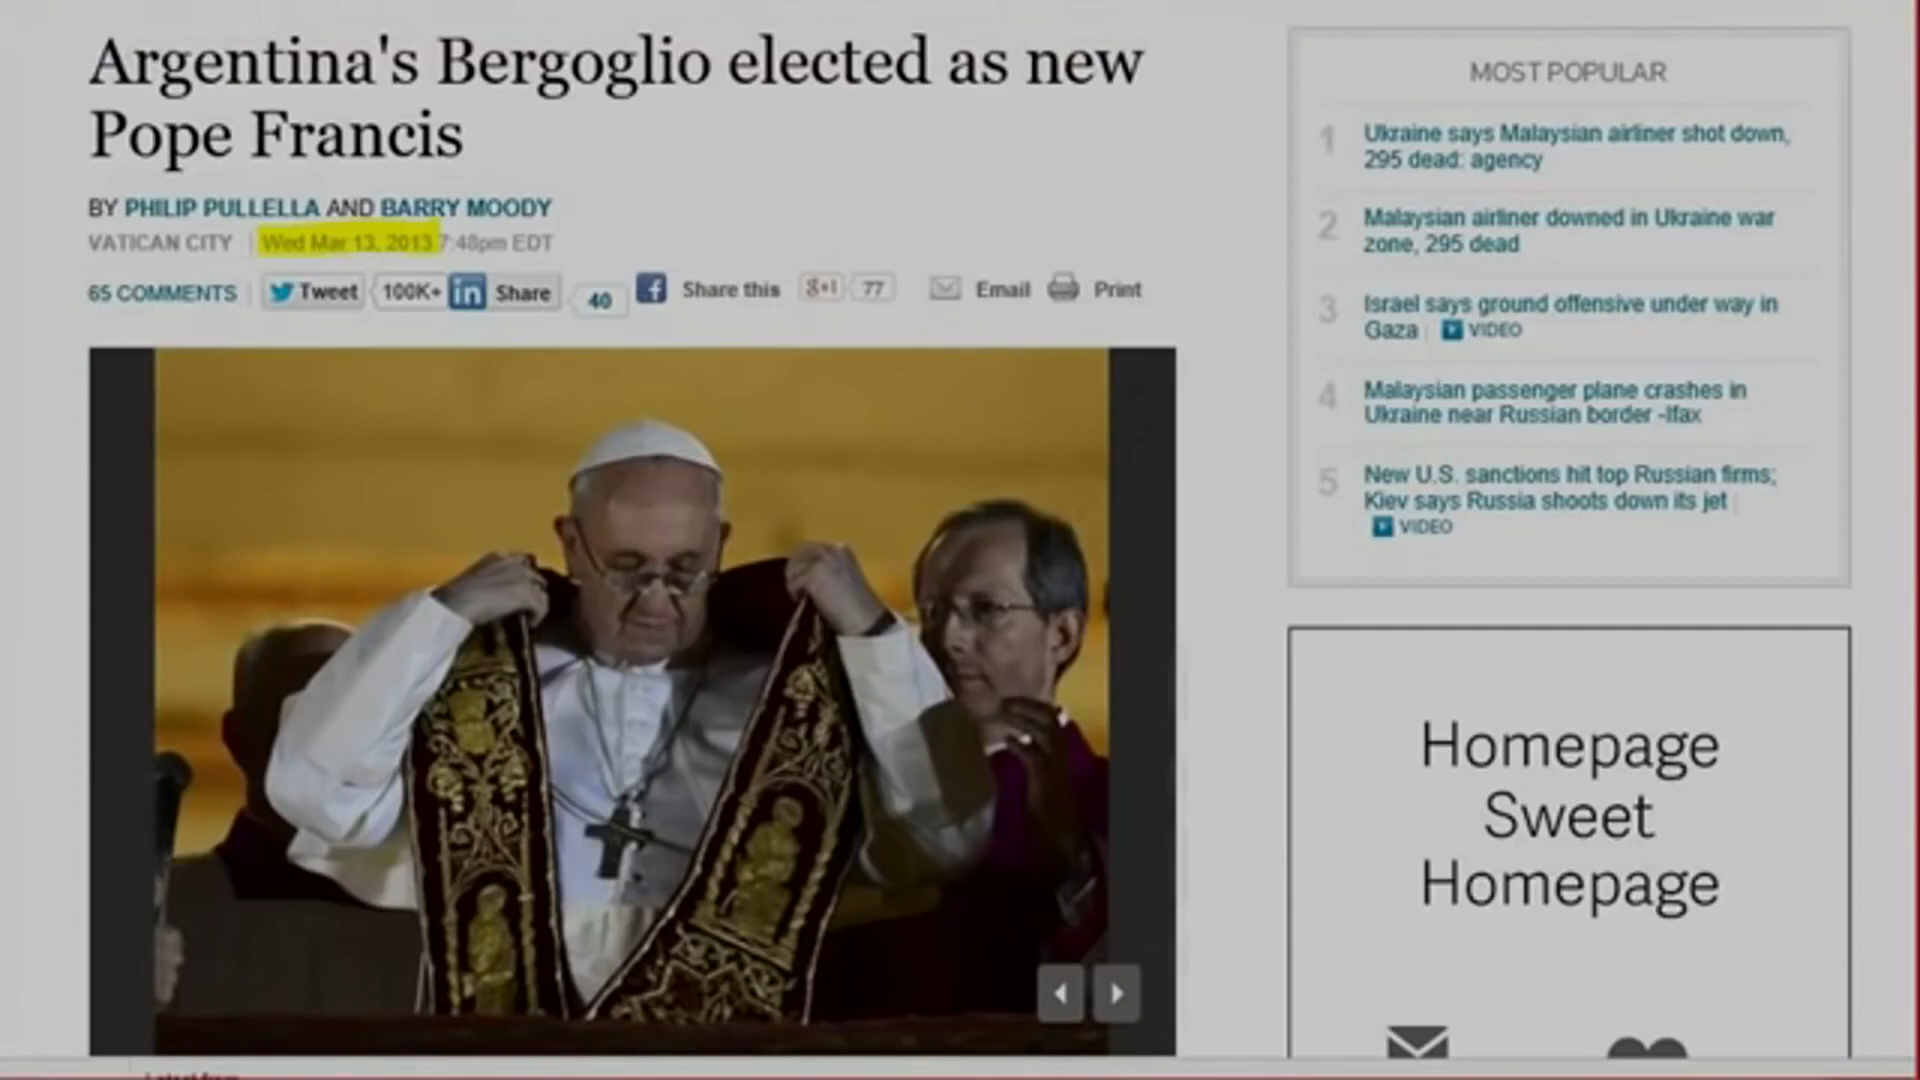 Argentina's Bergoglio elected as new
Pope Francis
BY PHILIP PULLELLA AND BARRY MOODY
VATICAN CITY | Wed Mar 13, 2013 7:48pm EDT
65 COMMENTS
Tweet
100K+
in Share
40
f Share this
g+1
77
Email
Print
MOST POPULAR
1 Ukraine says Malaysian airliner shot down,
295 dead: agency
2 Malaysian airliner downed in Ukraine war
zone, 295 dead
3 Israel says ground offensive under way in
Gaza | VIDEO
4 Malaysian passenger plane crashes in
Ukraine near Russian border -Ifax
5 New U.S. sanctions hit top Russian firms;
Kiev says Russia shoots down its jet |
VIDEO
Homepage
Sweet
Homepage